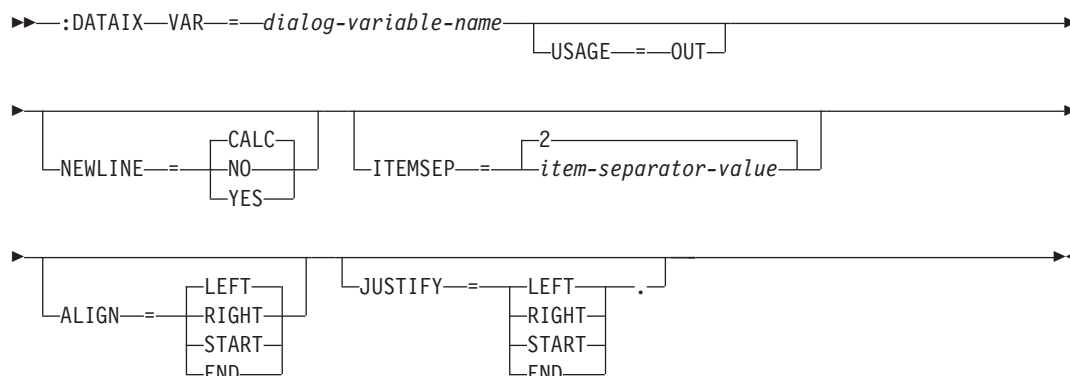 :DATAIX VAR = dialog-variable-name
USAGE = OUT
CALC
NEWLINE = NO
YES
2
ITEMSEP = item-separator-value
LEFT
ALIGN = RIGHT
START
END
JUSTIFY = LEFT .
RIGHT
START
END